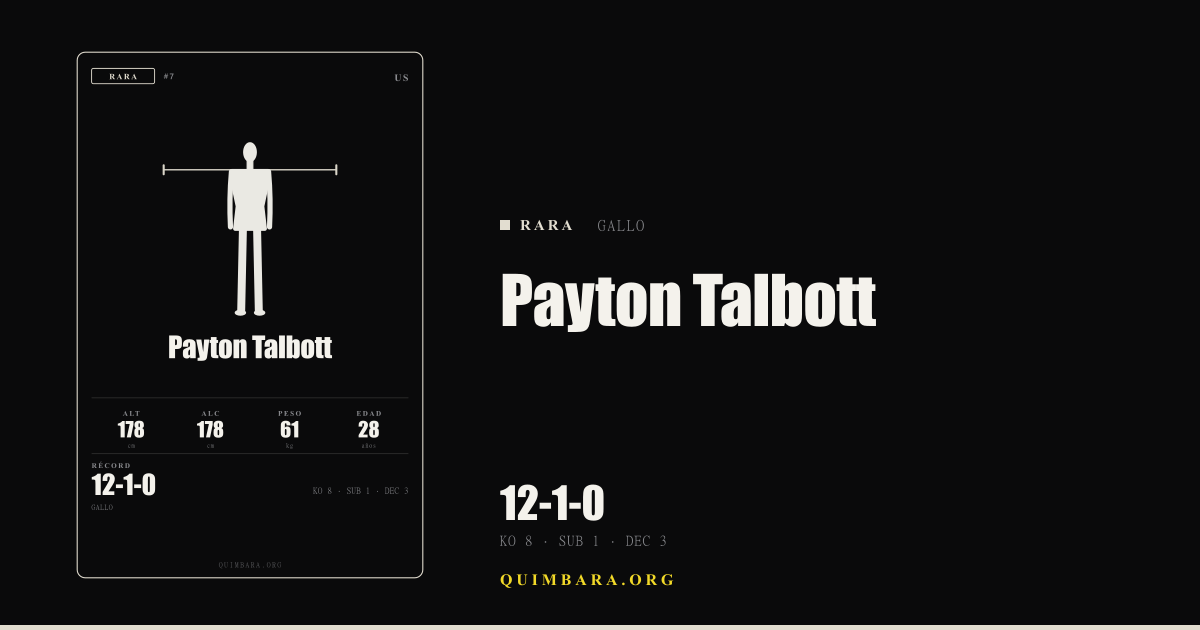 RARA #7 US
Payton Talbott
ALT ALC PESO EDAD
178 178 61 28
cm cm kg años
RÉCORD
12-1-0 KO 8 · SUB 1 · DEC 3
GALLO
QUIMBARA.ORG
RARA GALLO
Payton Talbott
12-1-0
KO 8 · SUB 1 · DEC 3
QUIMBARA.ORG